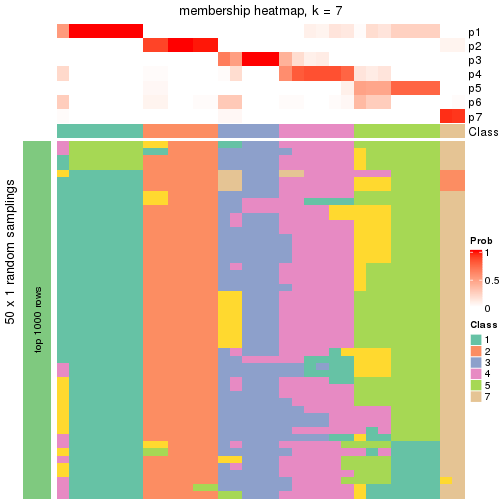 membership heatmap, k = 7
p1
p2
p3
p4
p5
p6
p7
Class
50 x 1 random samplings
top 1000 rows
Prob
1
0.5
0
Class
1
2
3
4
5
7